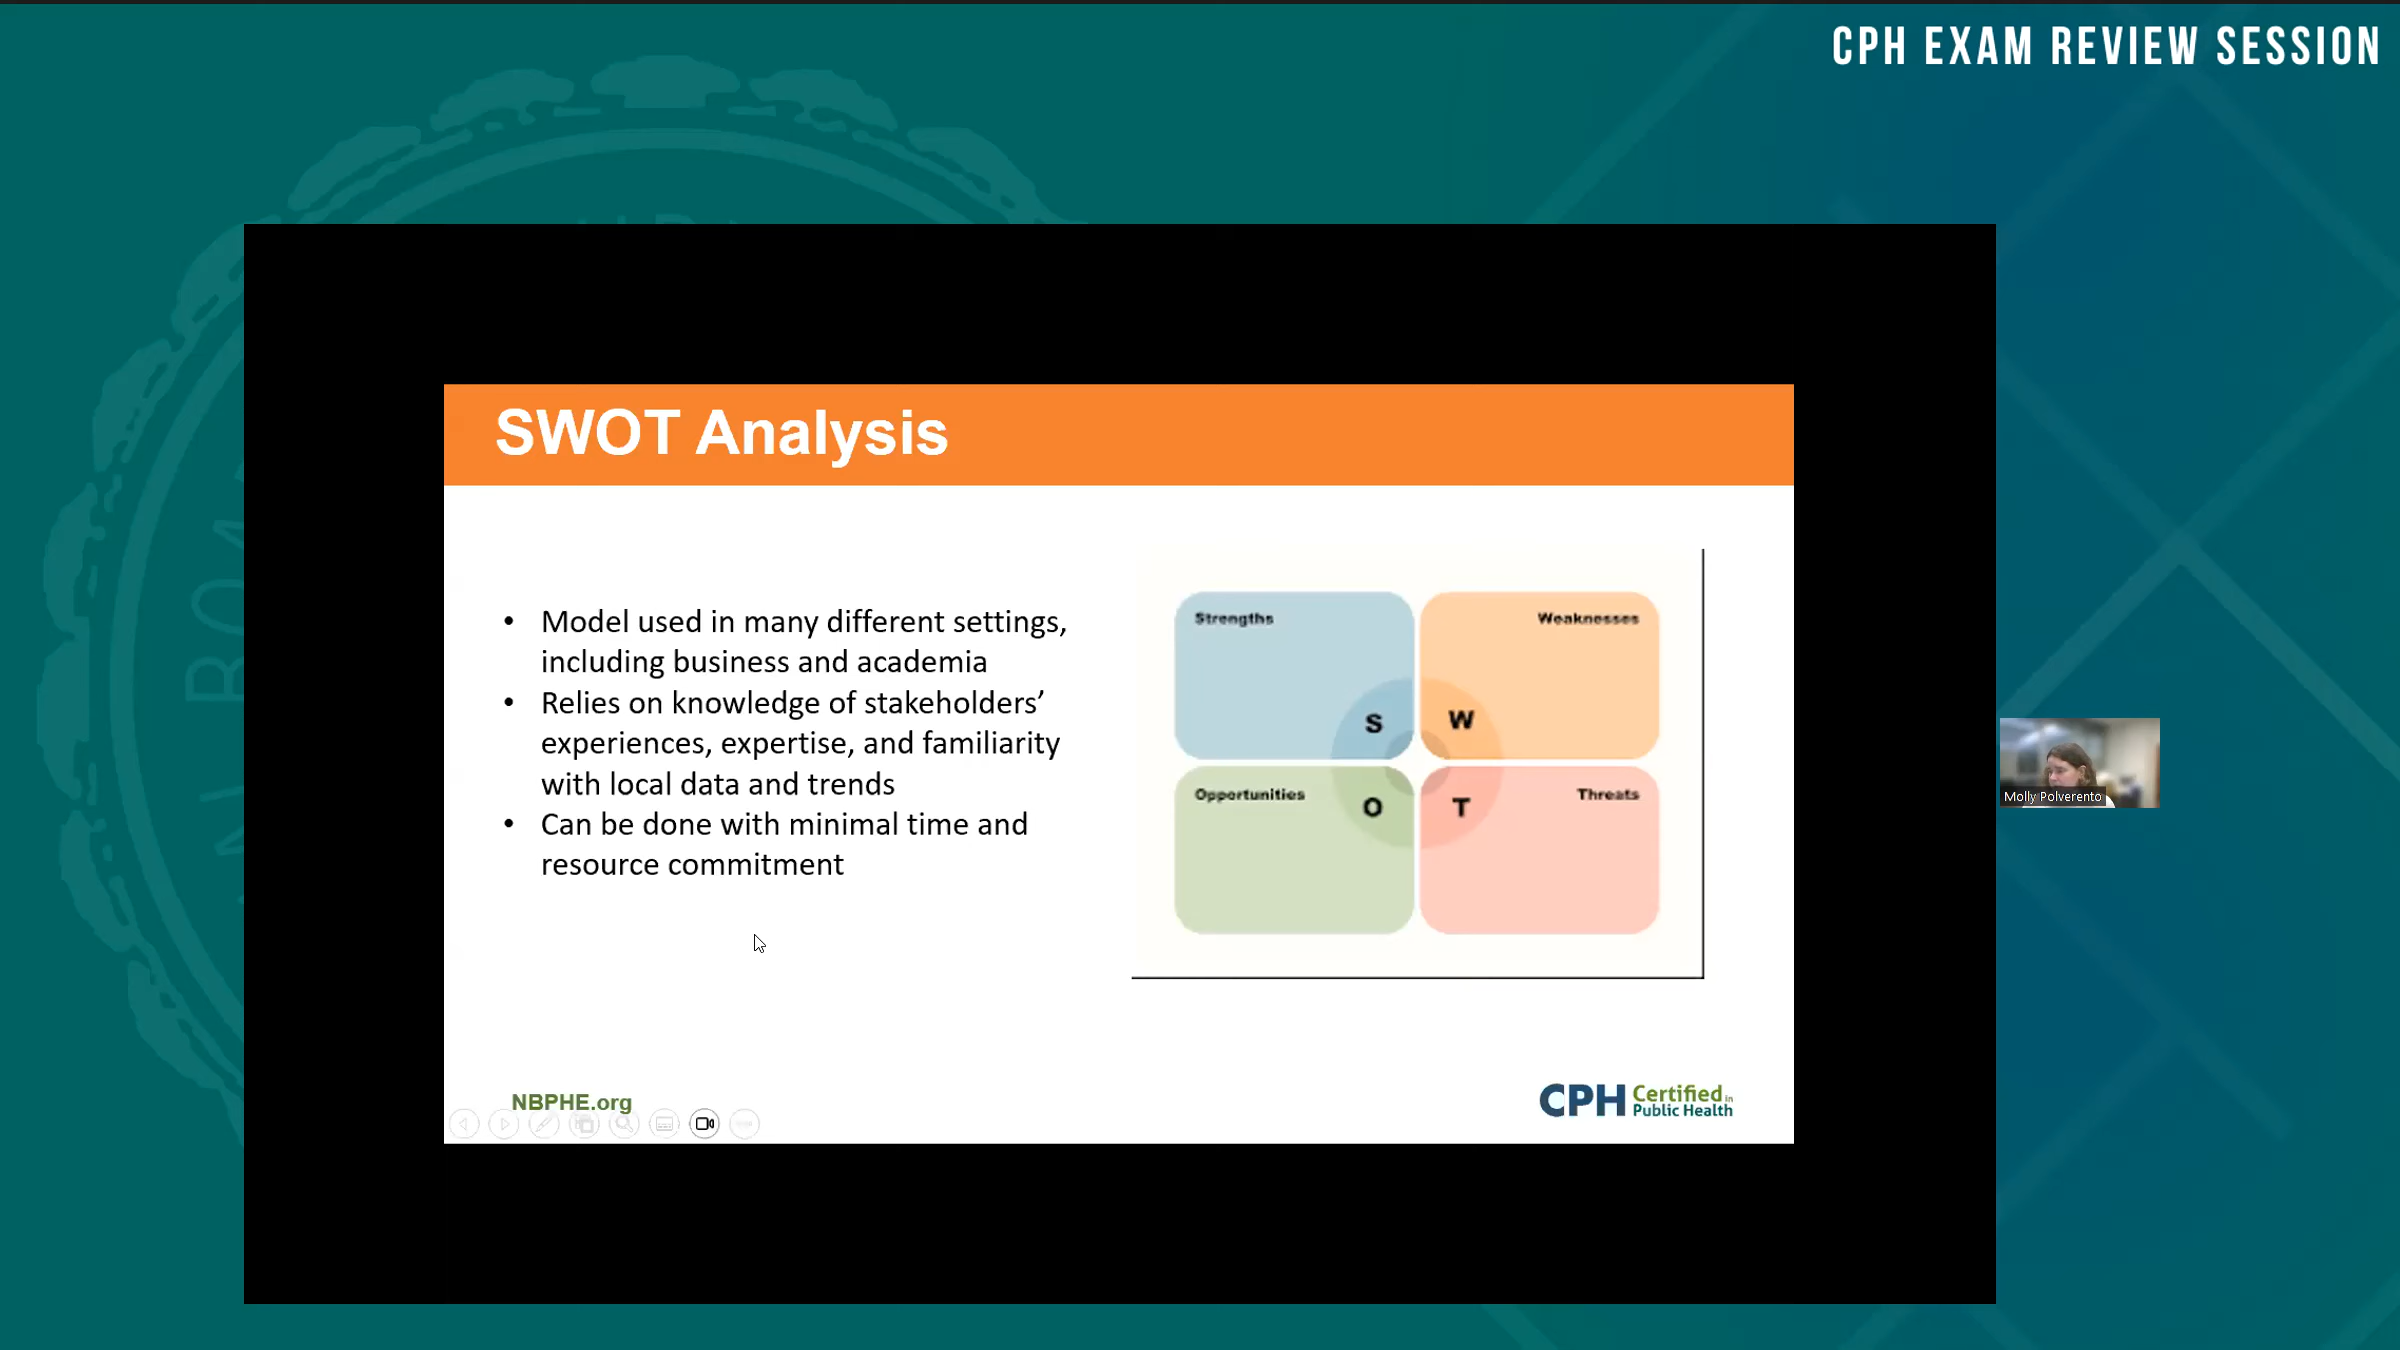 CPH EXAM REVIEW SESSION
SWOT Analysis
• Model used in many different settings,
including business and academia
• Relies on knowledge of stakeholders’
experiences, expertise, and familiarity
with local data and trends
• Can be done with minimal time and
resource commitment
Strengths
Weaknesses
S
W
Opportunities
O
T
Threats
NBPHE.org
CPH Certified in
Public Health
Molly Polverento